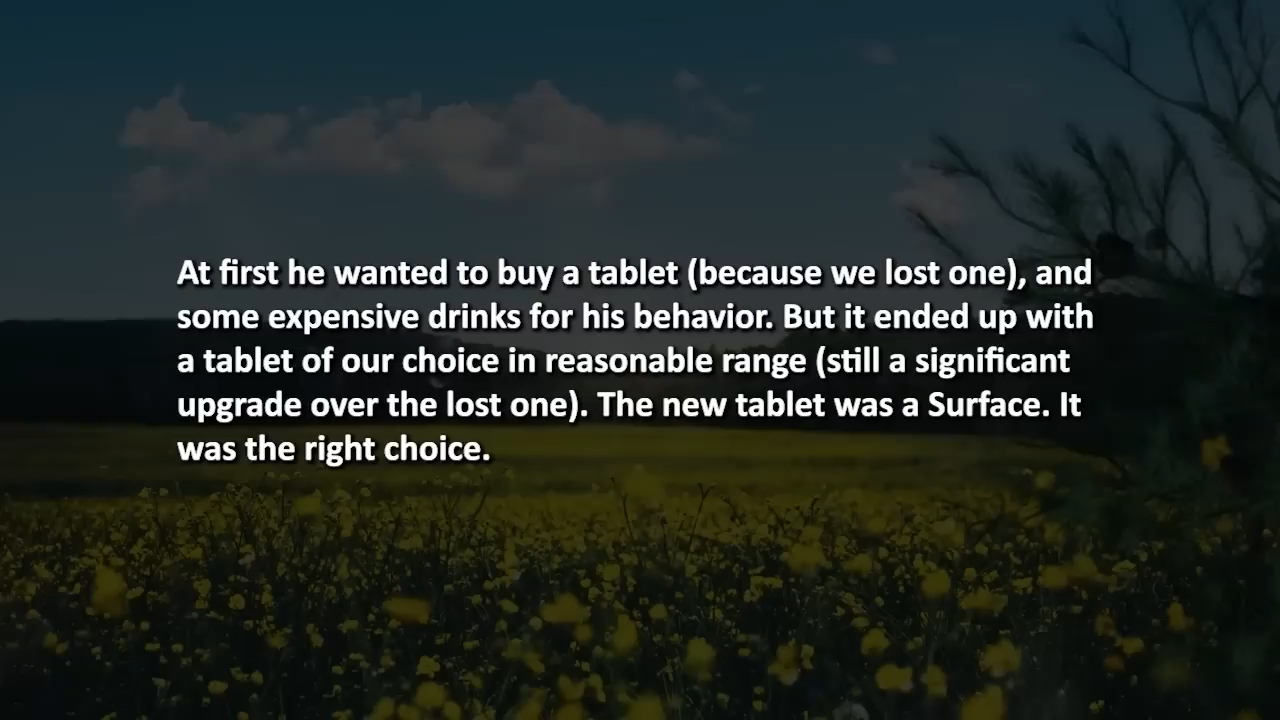 At first he wanted to buy a tablet (because we lost one), and
some expensive drinks for his behavior. But it ended up with
a tablet of our choice in reasonable range (still a significant
upgrade over the lost one). The new tablet was a Surface. It
was the right choice.